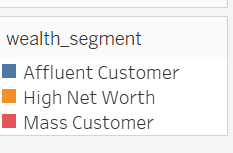 wealth_segment
Affluent Customer
High Net Worth
Mass Customer